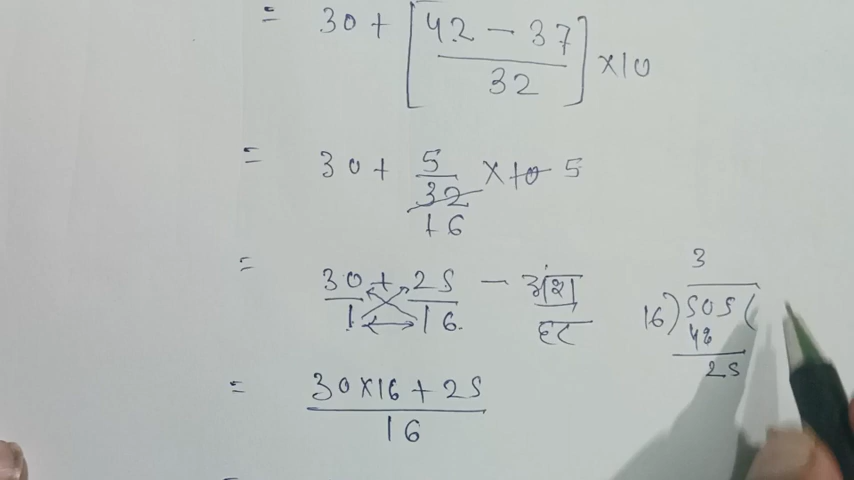 = 30 + [42 - 37 / 32] ×10
= 30 + 5/32 × 10 5
16
= 30/1 + 25/16 - अंश
हर
3
16) 505 (
48
25
= 30×16 + 25 / 16